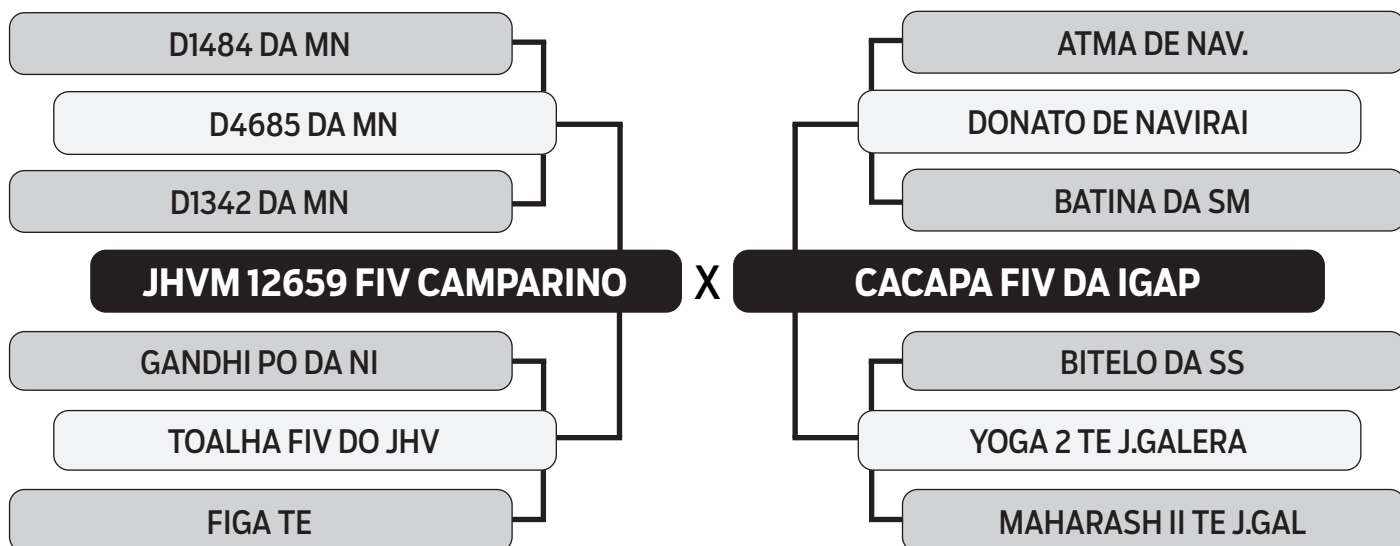 D1484 DA MN
ATMA DE NAV.
D4685 DA MN
DONATO DE NAVIRAI
D1342 DA MN
BATINA DA SM
JHVM 12659 FIV CAMPARINO X CACAPA FIV DA IGAP
GANDHI PO DA NI
BITELO DA SS
TOALHA FIV DO JHV
YOGA 2 TE J.GALERA
FIGA TE
MAHARASH II TE J.GAL